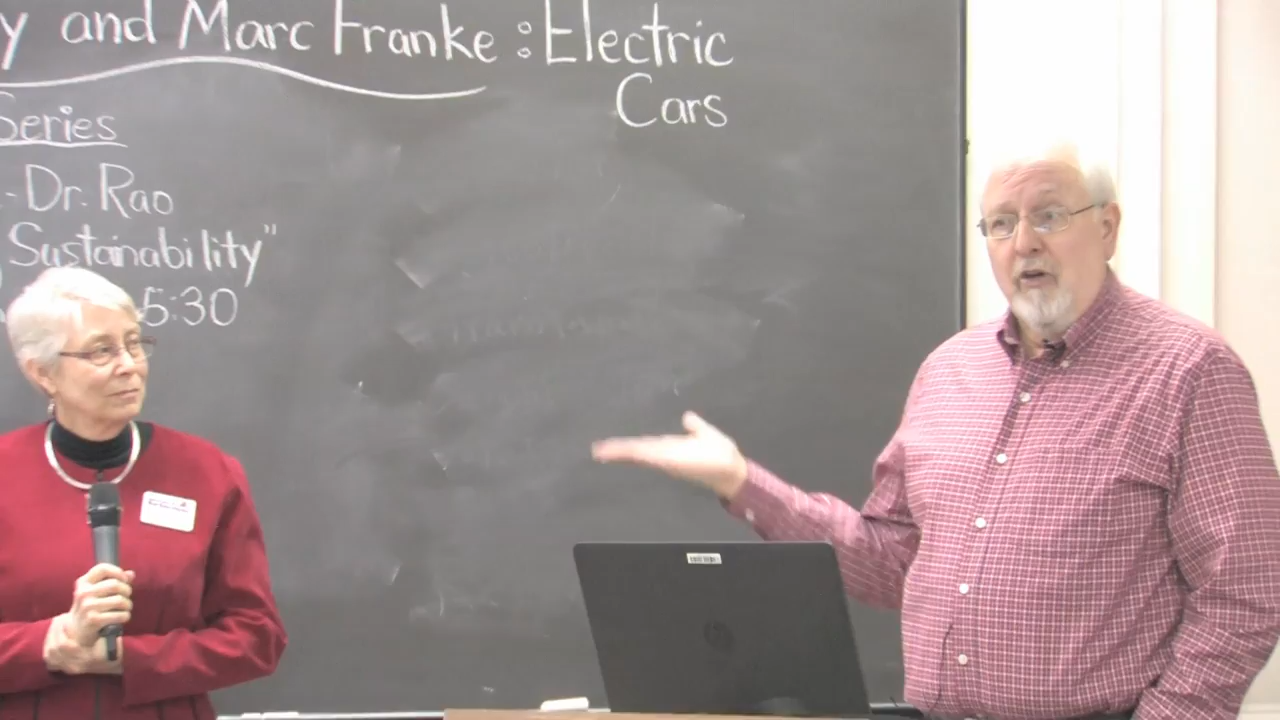 y and Marc Franke: Electric
Cars
Series
- Dr. Rao
Sustainability"
5:30